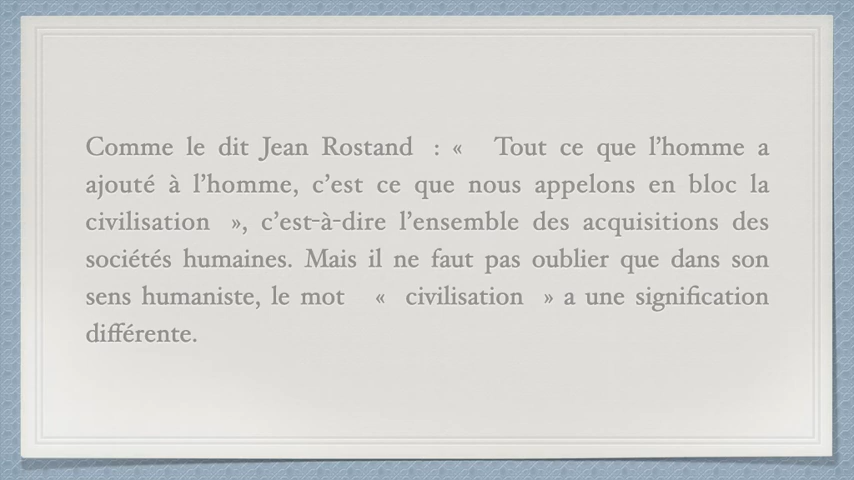 Comme le dit Jean Rostand : « Tout ce que l’homme a
ajouté à l’homme, c’est ce que nous appelons en bloc la
civilisation », c’est-à-dire l’ensemble des acquisitions des
sociétés humaines. Mais il ne faut pas oublier que dans son
sens humaniste, le mot « civilisation » a une signification
différente.